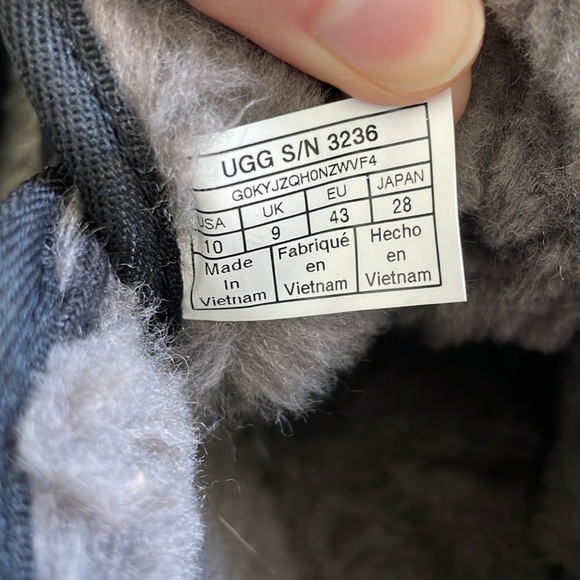 UGG S/N 3236
G0KYJZQH0NZWVF4
USA UK EU JAPAN
10 9 43 28
Made Fabriqué Hecho
In en en
Vietnam Vietnam Vietnam